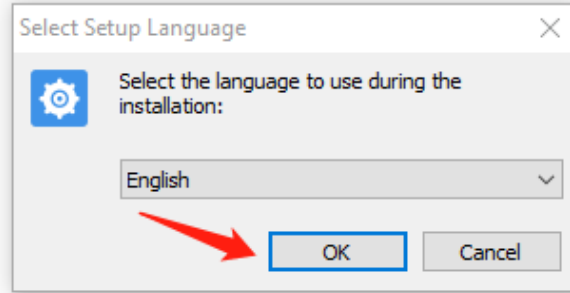 Select Setup Language
Select the language to use during the
installation:
English
OK
Cancel